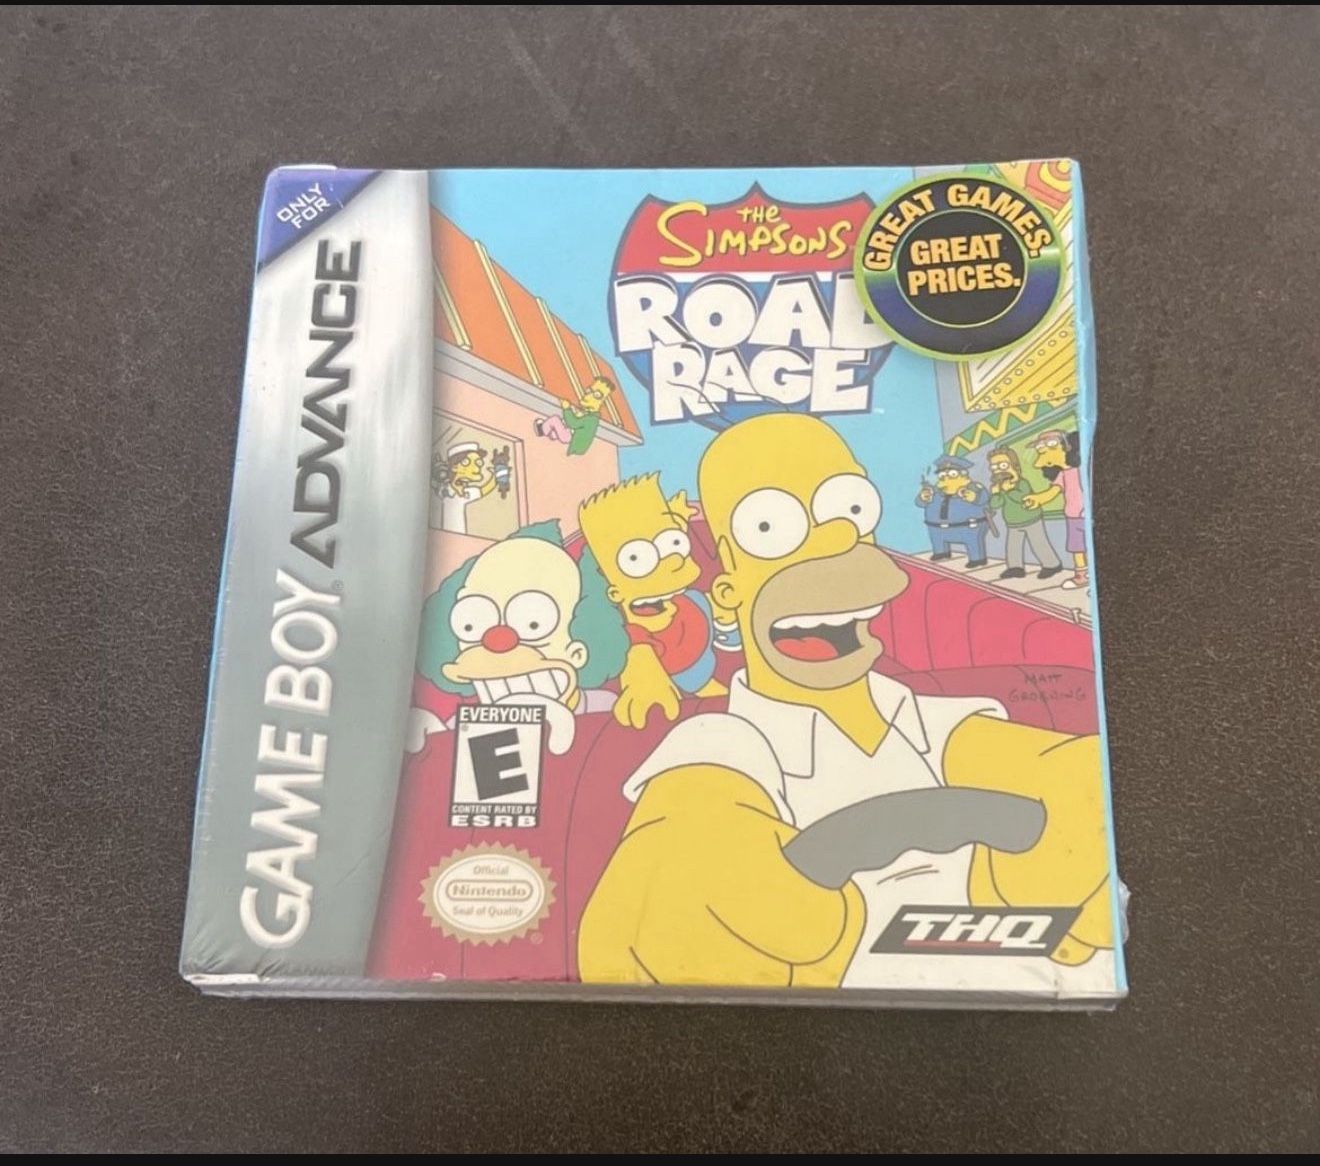 ONLY
FOR
GAME BOY ADVANCE
THE
SIMPSONS
ROAD
RAGE
GREAT GAMES.
GREAT
PRICES.
MATT
GROENING
EVERYONE
E
CONTENT RATED BY
ESRB
Official
Nintendo
Seal of Quality
THQ